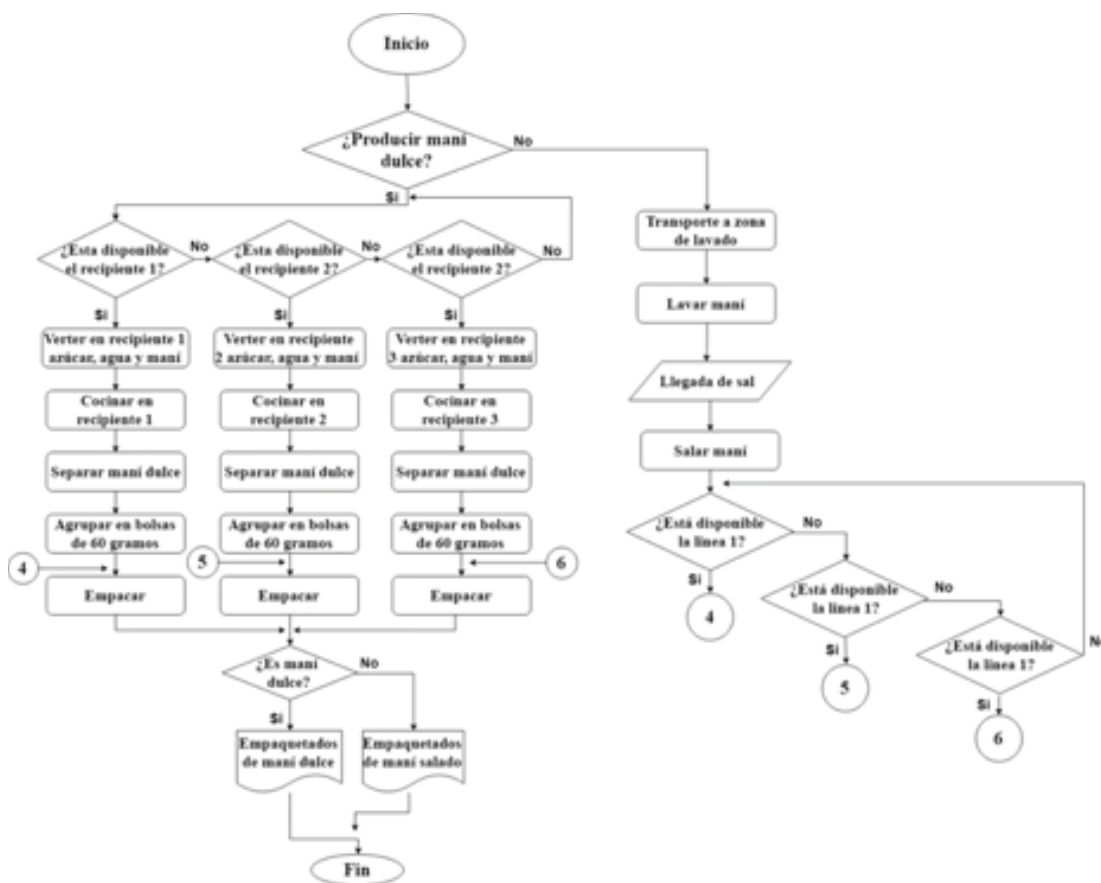 Inicio
¿Producir maní
dulce?
No
Si
¿Esta disponible
el recipiente 1?
No
¿Esta disponible
el recipiente 2?
No
¿Esta disponible
el recipiente 2?
No
Si
Si
Si
Verter en recipiente 1
azúcar, agua y maní
Verter en recipiente
2 azúcar, agua y maní
Verter en recipiente
3 azúcar, agua y maní
Cocinar en
recipiente 1
Cocinar en
recipiente 2
Cocinar en
recipiente 3
Separar maní dulce
Separar maní dulce
Separar maní dulce
Agrupar en bolsas
de 60 gramos
Agrupar en bolsas
de 60 gramos
Agrupar en bolsas
de 60 gramos
4
5
6
Empacar
Empacar
Empacar
¿Es maní
dulce?
No
Si
Empaquetados
de maní dulce
Empaquetados
de maní salado
Fin
Transporte a zona
de lavado
Lavar maní
Llegada de sal
Salar maní
¿Está disponible
la línea 1?
No
Si
4
¿Está disponible
la línea 1?
No
Si
5
¿Está disponible
la línea 1?
No
Si
6